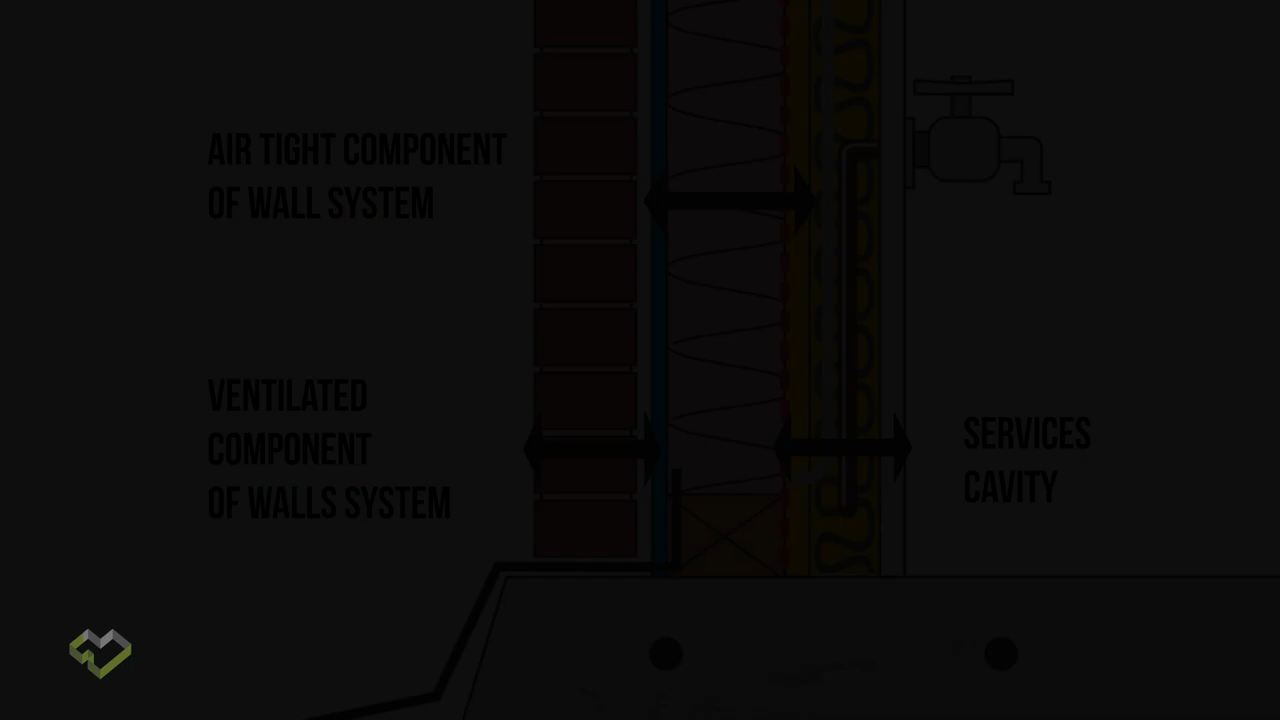 AIR TIGHT COMPONENT
OF WALL SYSTEM
VENTILATED
COMPONENT
OF WALLS SYSTEM
SERVICES
CAVITY